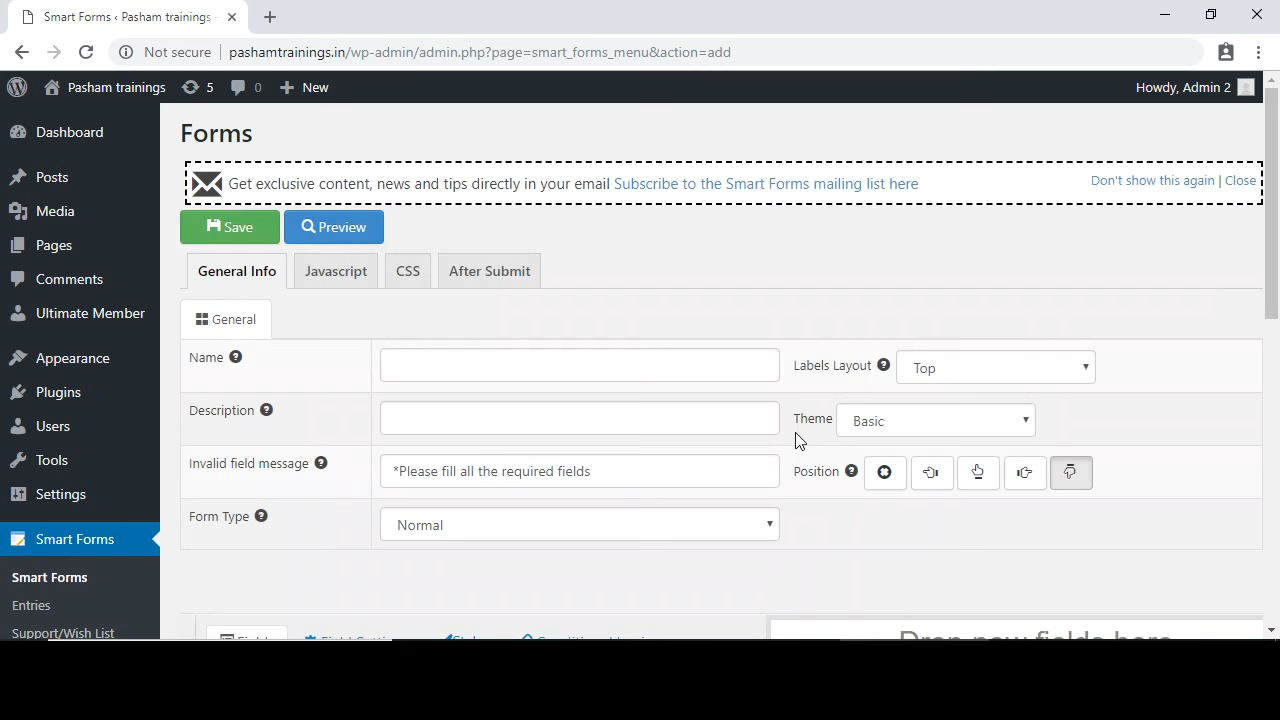 Smart Forms ‹ Pasham trainings -
Not secure pashamtrainings.in/wp-admin/admin.php?page=smart_forms_menu&action=add
Pasham trainings 5 0 New Howdy, Admin 2
Dashboard
Posts
Media
Pages
Comments
Ultimate Member
Appearance
Plugins
Users
Tools
Settings
Smart Forms
Smart Forms
Entries
Support/Wish List
Forms
Get exclusive content, news and tips directly in your email Subscribe to the Smart Forms mailing list here
Don't show this again | Close
Save Preview
General Info Javascript CSS After Submit
General
Name Labels Layout Top
Description Theme Basic
Invalid field message *Please fill all the required fields Position
Form Type Normal
Drop new fields here